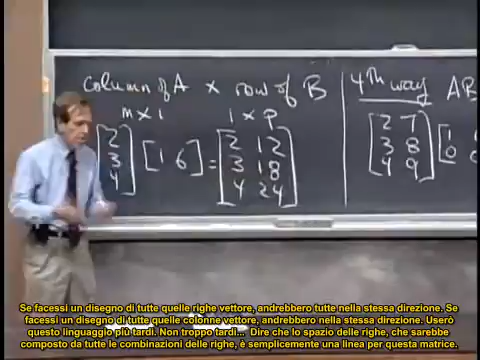 column of A x row of B
m x 1 1 x p
[2 3 4] [1 6] = [2 12 3 18 4 24]
4th way AB
[2 7 3 8 4 9] [1 0
Se facessi un disegno di tutte quelle righe vettore, andrebbero tutte nella stessa direzione. Se
facessi un disegno di tutte quelle colonne vettore, andrebbero nella stessa direzione. Userò
questo linguaggio più tardi. Non troppo tardi... Dire che lo spazio delle righe, che sarebbe
composto da tutte le combinazioni delle righe, è semplicemente una linea per questa matrice.